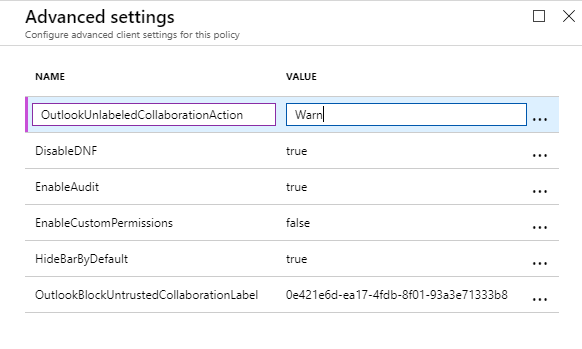 Advanced settings
Configure advanced client settings for this policy
NAME VALUE
OutlookUnlabeledCollaborationAction Warn ...
DisableDNF true ...
EnableAudit true ...
EnableCustomPermissions false ...
HideBarByDefault true ...
OutlookBlockUntrustedCollaborationLabel 0e421e6d-ea17-4fdb-8f01-93a3e71333b8 ...